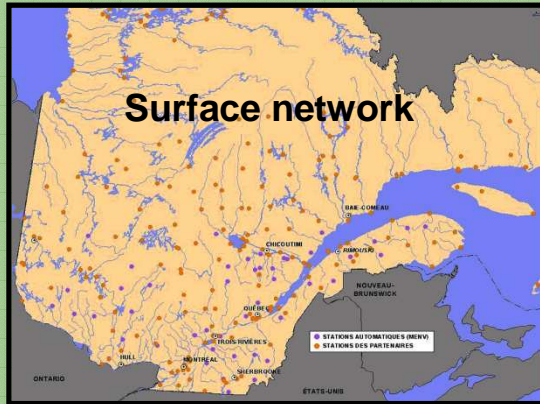 Surface network
BAIE-COMEAU
CHICOUTIMI
RIMOUSKI
NOUVEAU-
BRUNSWICK
QUÉBEC
TROIS-RIVIÈRES
STATIONS AUTOMATIQUES (MENV)
STATIONS DES PARTENAIRES
HULL
MONTRÉAL
SHERBROOKE
ONTARIO
ÉTATS-UNIS